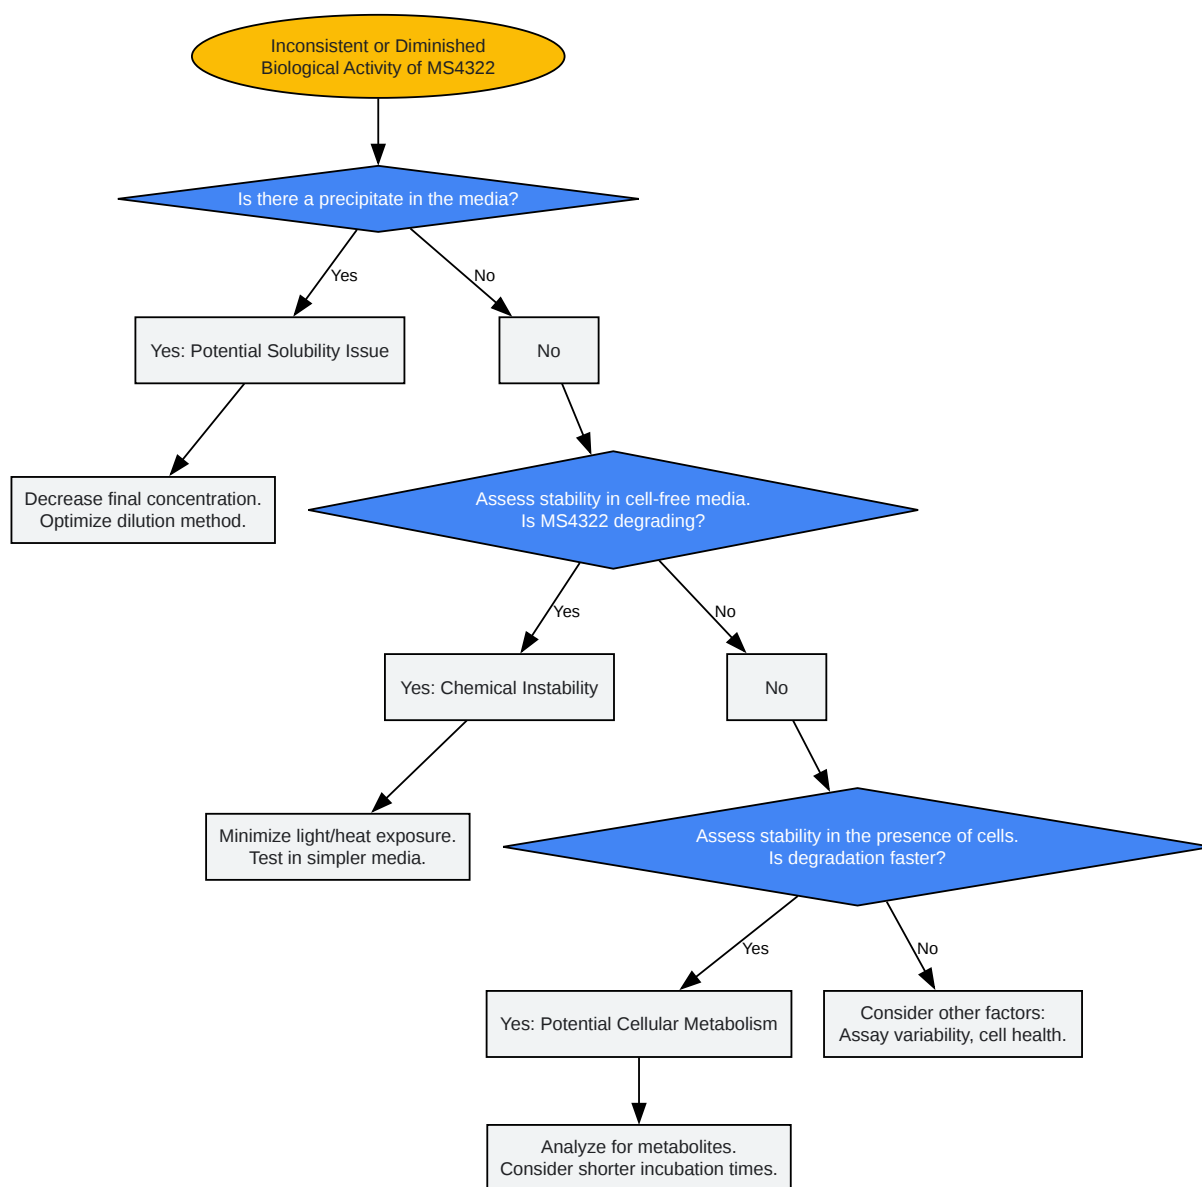 Inconsistent or Diminished
Biological Activity of MS4322
Is there a precipitate in the media?
Yes
No
Yes: Potential Solubility Issue
No
Decrease final concentration.
Optimize dilution method.
Assess stability in cell-free media.
Is MS4322 degrading?
Yes
No
Yes: Chemical Instability
No
Minimize light/heat exposure.
Test in simpler media.
Assess stability in the presence of cells.
Is degradation faster?
Yes
No
Yes: Potential Cellular Metabolism
Consider other factors:
Assay variability, cell health.
Analyze for metabolites.
Consider shorter incubation times.